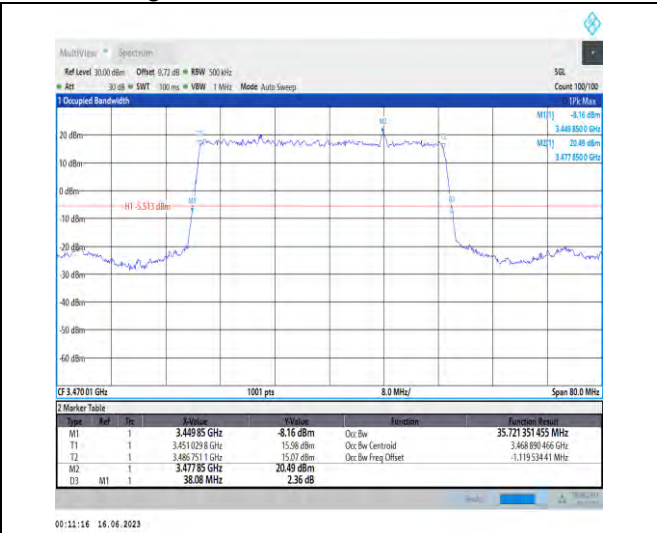 MultiView Spectrum
Ref Level 30.00 dBm Offset 8.72 dB RBW 500 kHz SGL
Att 30 dB SWT 100 ms VBW 1 MHz Mode Auto Sweep Count 100/100
1 Occupied Bandwidth 1Pk Max
M1[1] -8.16 dBm
3.449 850 0 GHz
M2[1] 20.49 dBm
3.477 850 0 GHz
M2
20 dBm
10 dBm
0 dBm
M1
H1 -5.513 dBm
-10 dBm
-20 dBm
-30 dBm
-40 dBm
-50 dBm
-60 dBm
CF 3.470 01 GHz 1001 pts 8.0 MHz/ Span 80.0 MHz
2 Marker Table
Type Ref Trc X-Value Y-Value Function Function Result
M1 1 3.449 85 GHz -8.16 dBm Occ Bw 35.721 351 455 MHz
T1 1 3.451 029 8 GHz 15.98 dBm Occ Bw Centroid 3.468 890 466 GHz
T2 1 3.486 751 1 GHz 15.07 dBm Occ Bw Freq Offset -1.119 534 41 MHz
M2 1 3.477 85 GHz 20.49 dBm
D3 M1 1 38.08 MHz 2.36 dB
00:11:16 16.06.2023